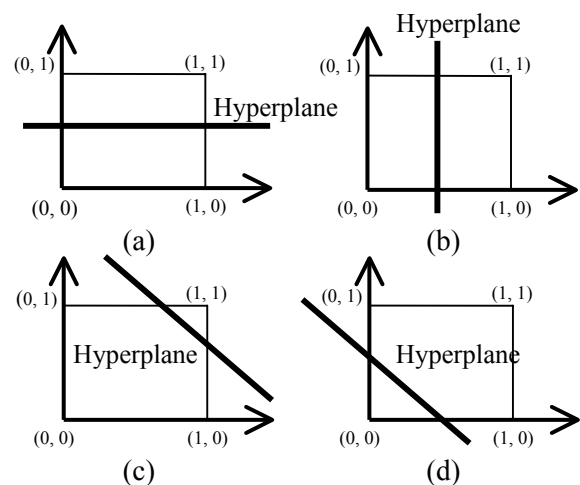 (0, 1)
(1, 1)
Hyperplane
(0, 0)
(1, 0)
(a)
Hyperplane
(0, 1)
(1, 1)
(0, 0)
(1, 0)
(b)
(0, 1)
(1, 1)
Hyperplane
(0, 0)
(1, 0)
(c)
(0, 1)
(1, 1)
Hyperplane
(0, 0)
(1, 0)
(d)